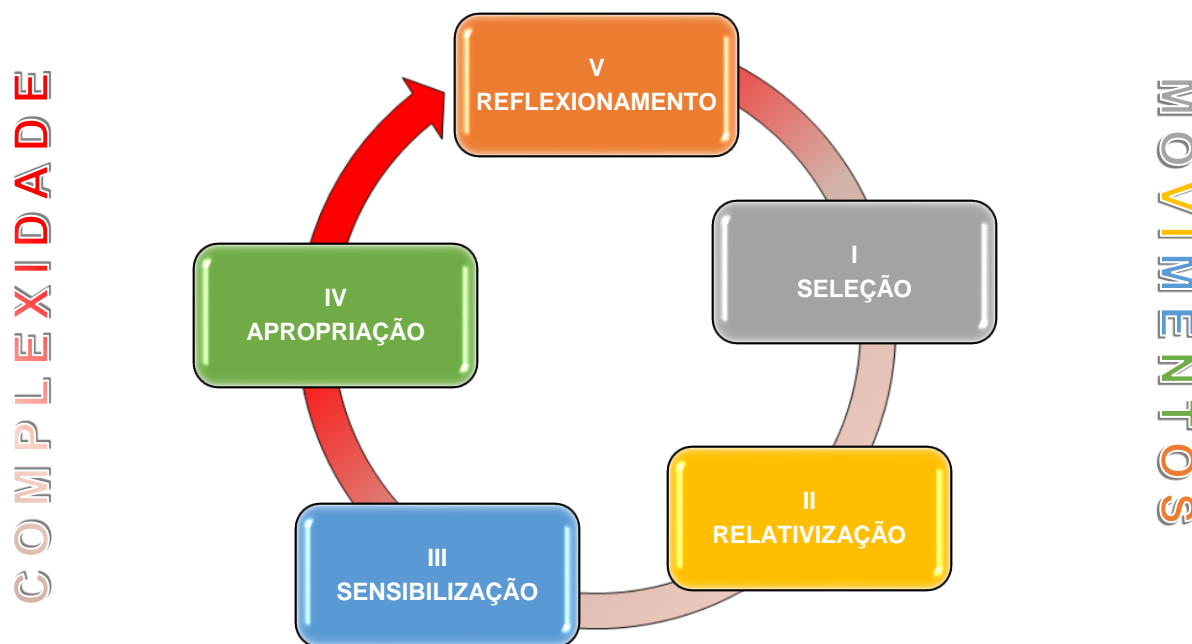 COMPLEXIDADE
V
REFLEXIONAMENTO
I
SELEÇÃO
II
RELATIVIZAÇÃO
III
SENSIBILIZAÇÃO
IV
APROPRIAÇÃO
MOVIMENTOS